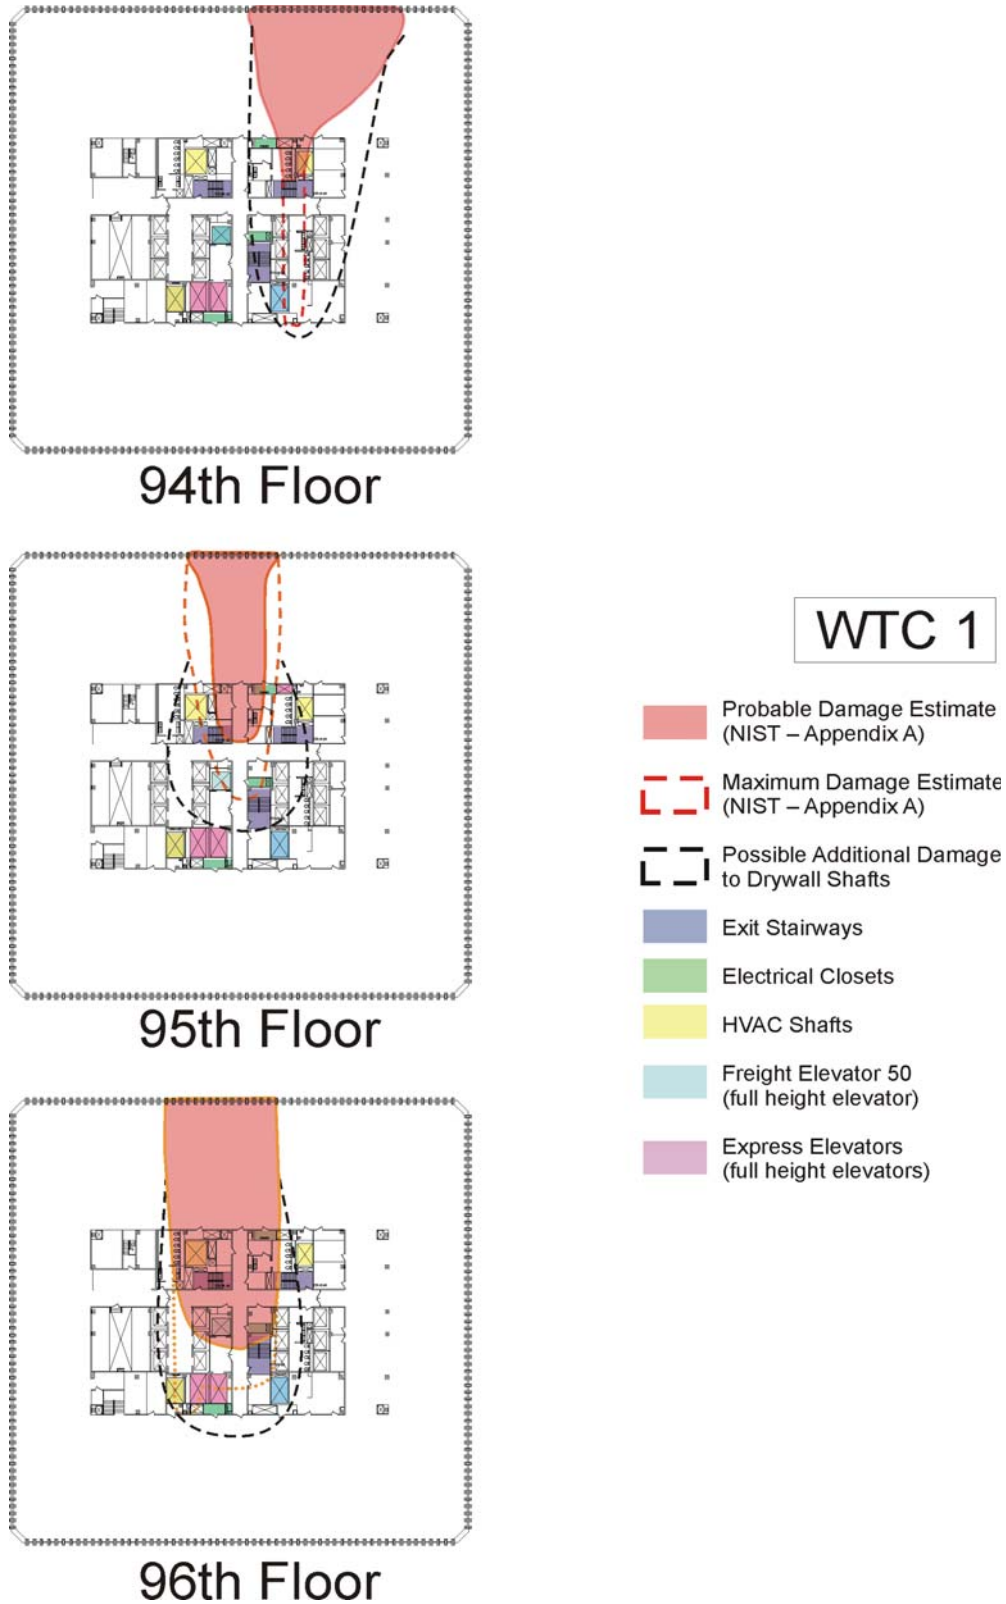 94th Floor
95th Floor
WTC 1
Probable Damage Estimate
(NIST – Appendix A)
Maximum Damage Estimate
(NIST – Appendix A)
Possible Additional Damage
to Drywall Shafts
Exit Stairways
Electrical Closets
HVAC Shafts
Freight Elevator 50
(full height elevator)
Express Elevators
(full height elevators)
96th Floor